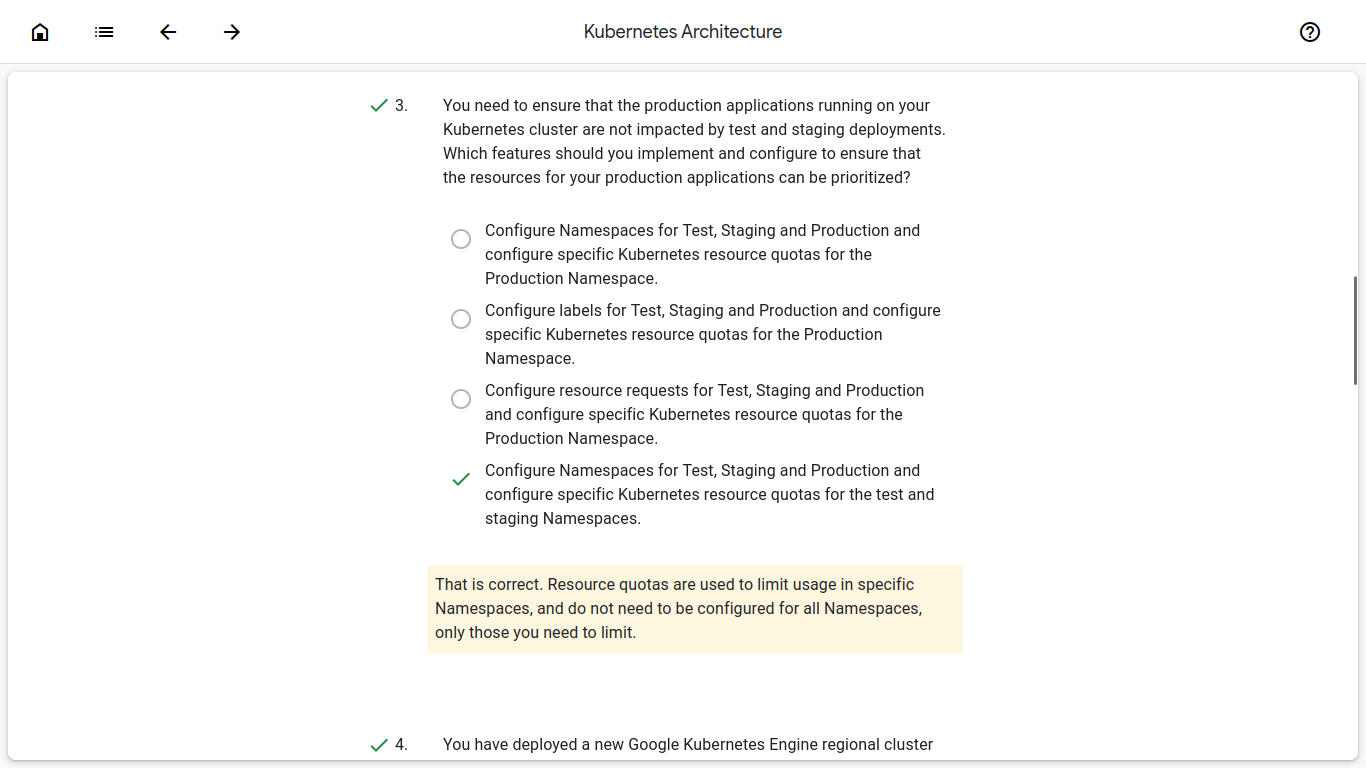 Kubernetes Architecture
3.
You need to ensure that the production applications running on your
Kubernetes cluster are not impacted by test and staging deployments.
Which features should you implement and configure to ensure that
the resources for your production applications can be prioritized?
Configure Namespaces for Test, Staging and Production and
configure specific Kubernetes resource quotas for the
Production Namespace.
Configure labels for Test, Staging and Production and configure
specific Kubernetes resource quotas for the Production
Namespace.
Configure resource requests for Test, Staging and Production
and configure specific Kubernetes resource quotas for the
Production Namespace.
Configure Namespaces for Test, Staging and Production and
configure specific Kubernetes resource quotas for the test and
staging Namespaces.
That is correct. Resource quotas are used to limit usage in specific
Namespaces, and do not need to be configured for all Namespaces,
only those you need to limit.
4.
You have deployed a new Google Kubernetes Engine regional cluster